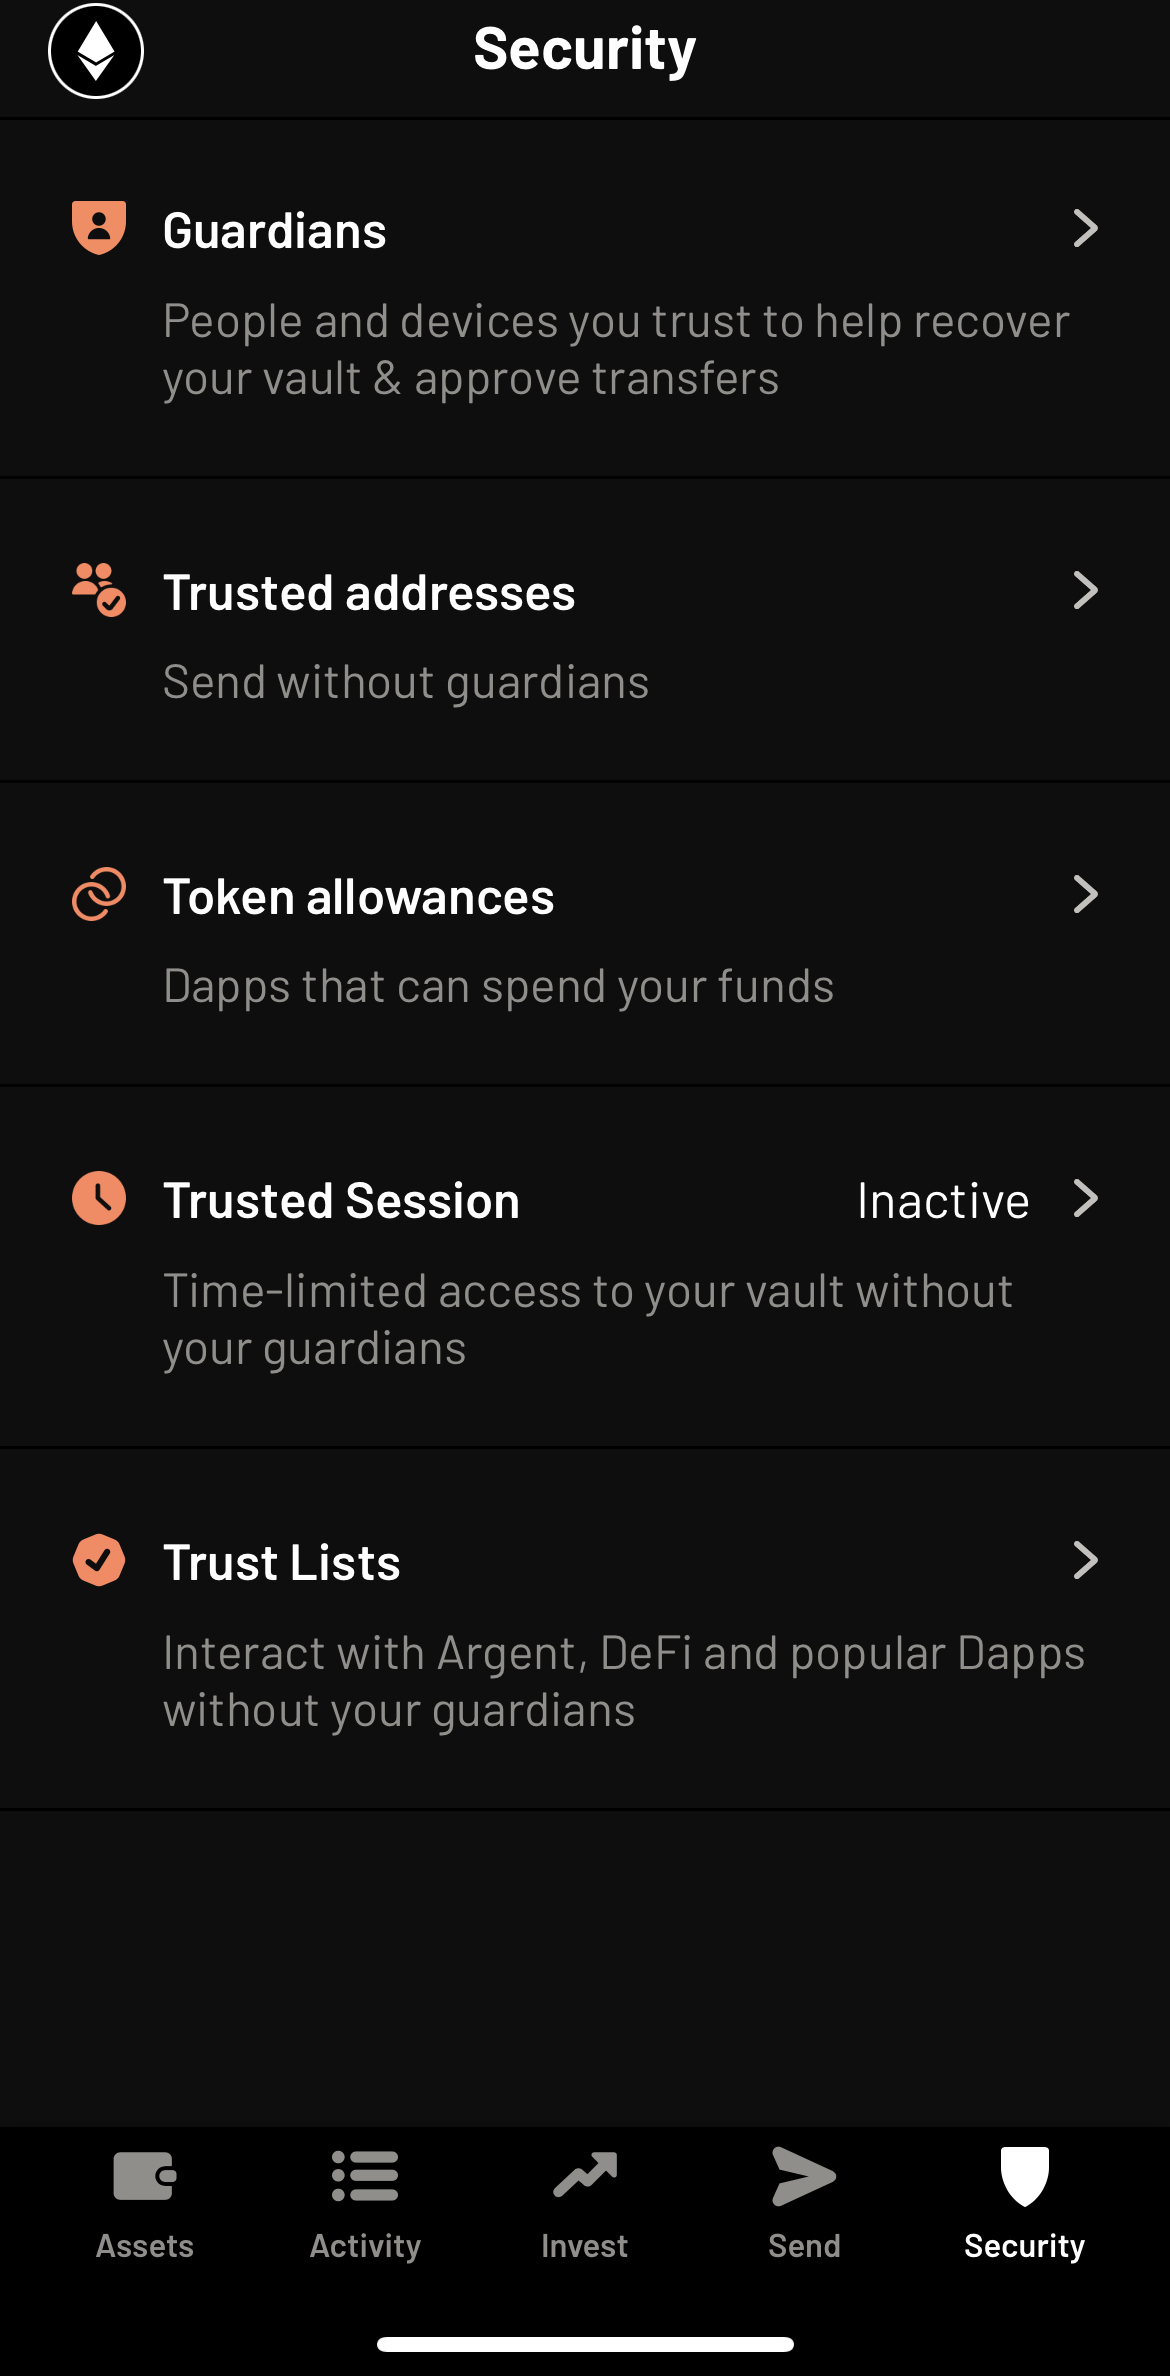 Security
Guardians
People and devices you trust to help recover
your vault & approve transfers
Trusted addresses
Send without guardians
Token allowances
Dapps that can spend your funds
Trusted Session Inactive
Time-limited access to your vault without
your guardians
Trust Lists
Interact with Argent, DeFi and popular Dapps
without your guardians
Assets Activity Invest Send Security